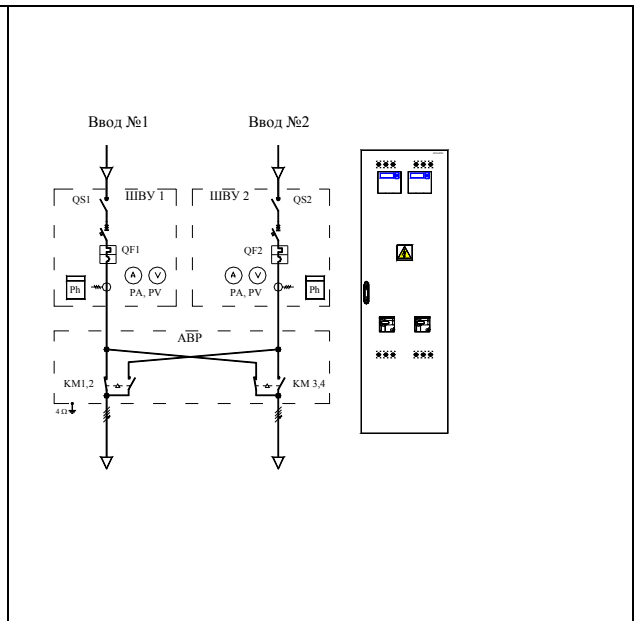 Ввод №1 Ввод №2
QS1 ШВУ 1 ШВУ 2 QS2
QF1 QF2
A V A V
Ph PA, PV PA, PV Ph
АВР
KM1,2 KM 3,4
4 Ω